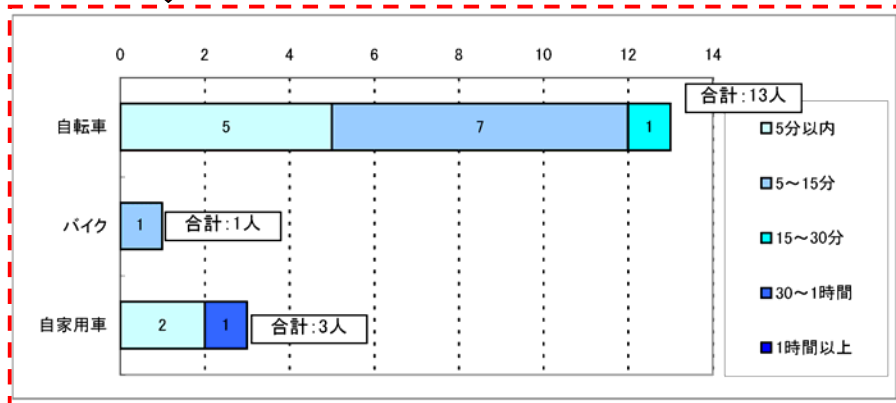 0 2 4 6 8 10 12 14
合計:13人
自転車 5 7 1
5分以内
5～15分
バイク 1 合計:1人
15～30分
30～1時間
自家用車 2 1 合計:3人
1時間以上